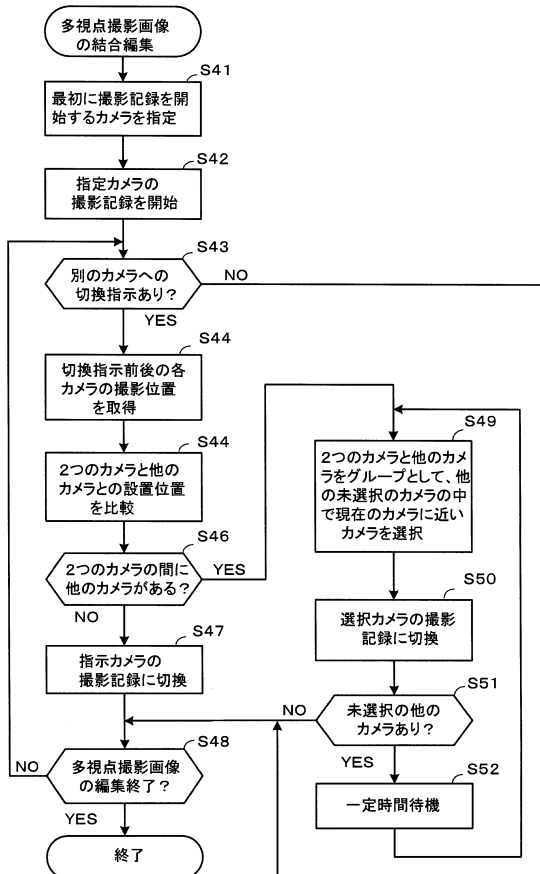 多視点撮影画像
の結合編集
S41
最初に撮影記録を開
始するカメラを指定
S42
指定カメラの
撮影記録を開始
S43
別のカメラへの
切換指示あり？
NO
YES
S44
切換指示前後の各
カメラの撮影位置
を取得
S44
2つのカメラと他の
カメラとの設置位置
を比較
S46
2つのカメラの間に
他のカメラがある？
YES
NO
S47
指示カメラの
撮影記録に切換
S48
多視点撮影画像
の編集終了？
NO
YES
終了
S49
2つのカメラと他のカメ
ラをグループとして、他
の未選択のカメラの中
で現在のカメラに近い
カメラを選択
S50
選択カメラの撮影
記録に切換
S51
未選択の他の
カメラあり？
NO
YES
S52
一定時間待機